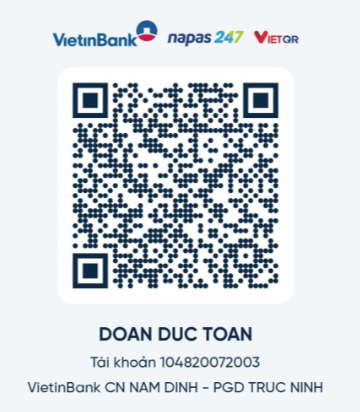 VietinBank napas 247 VIETQR
DOAN DUC TOAN
Tài khoản 104820072003
VietinBank CN NAM DINH - PGD TRUC NINH